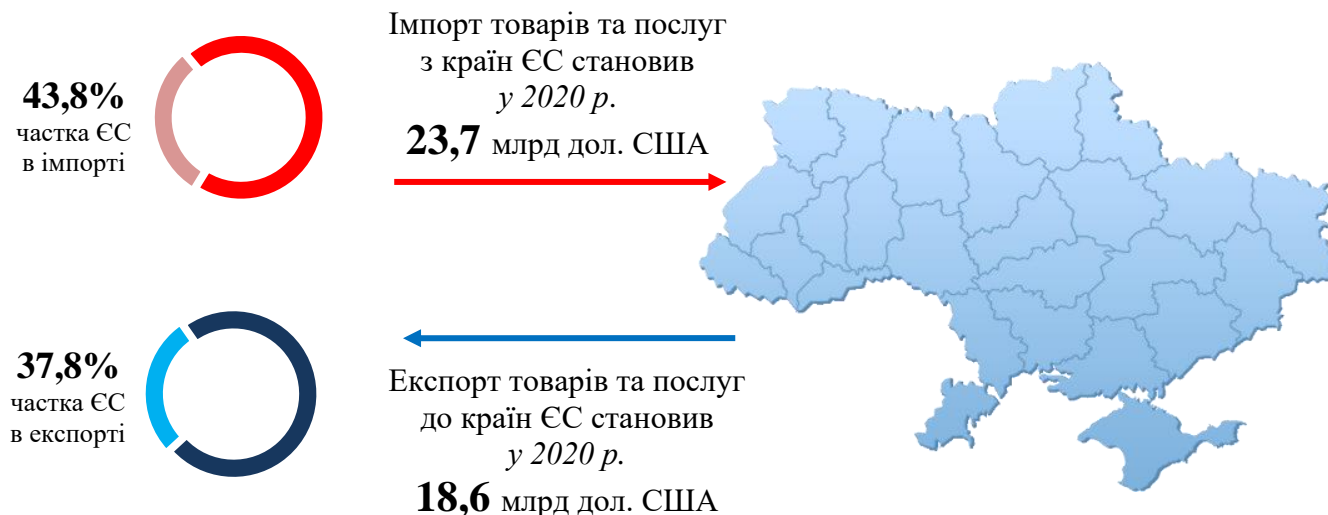 Імпорт товарів та послуг
з країн ЄС становив
у 2020 р.
23,7 млрд дол. США
43,8%
частка ЄС
в імпорті
37,8%
частка ЄС
в експорті
Експорт товарів та послуг
до країн ЄС становив
у 2020 р.
18,6 млрд дол. США